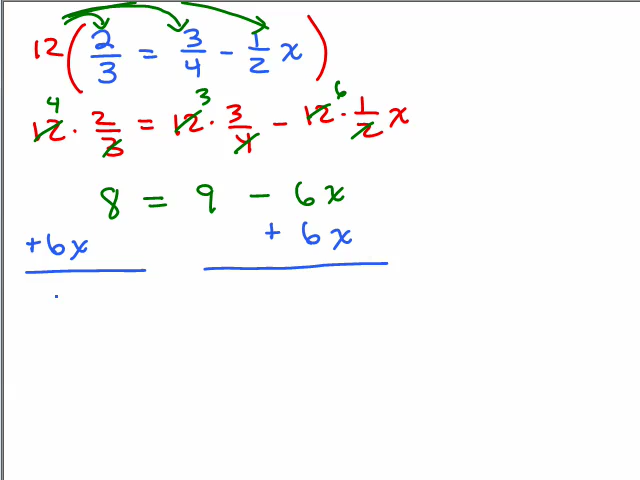 12 ( 2/3 = 3/4 - 1/2 x )
4 3 6
12 · 2/3 = 12 · 3/4 - 12 · 1/2 x
8 = 9 - 6x
+6x + 6x